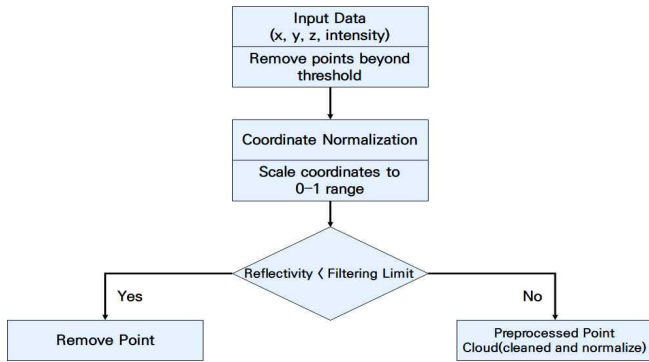 Input Data
(x, y, z, intensity)
Remove points beyond
threshold
Coordinate Normalization
Scale coordinates to
0-1 range
Reflectivity < Filtering Limit
Yes
No
Remove Point
Preprocessed Point
Cloud(cleaned and normalize)